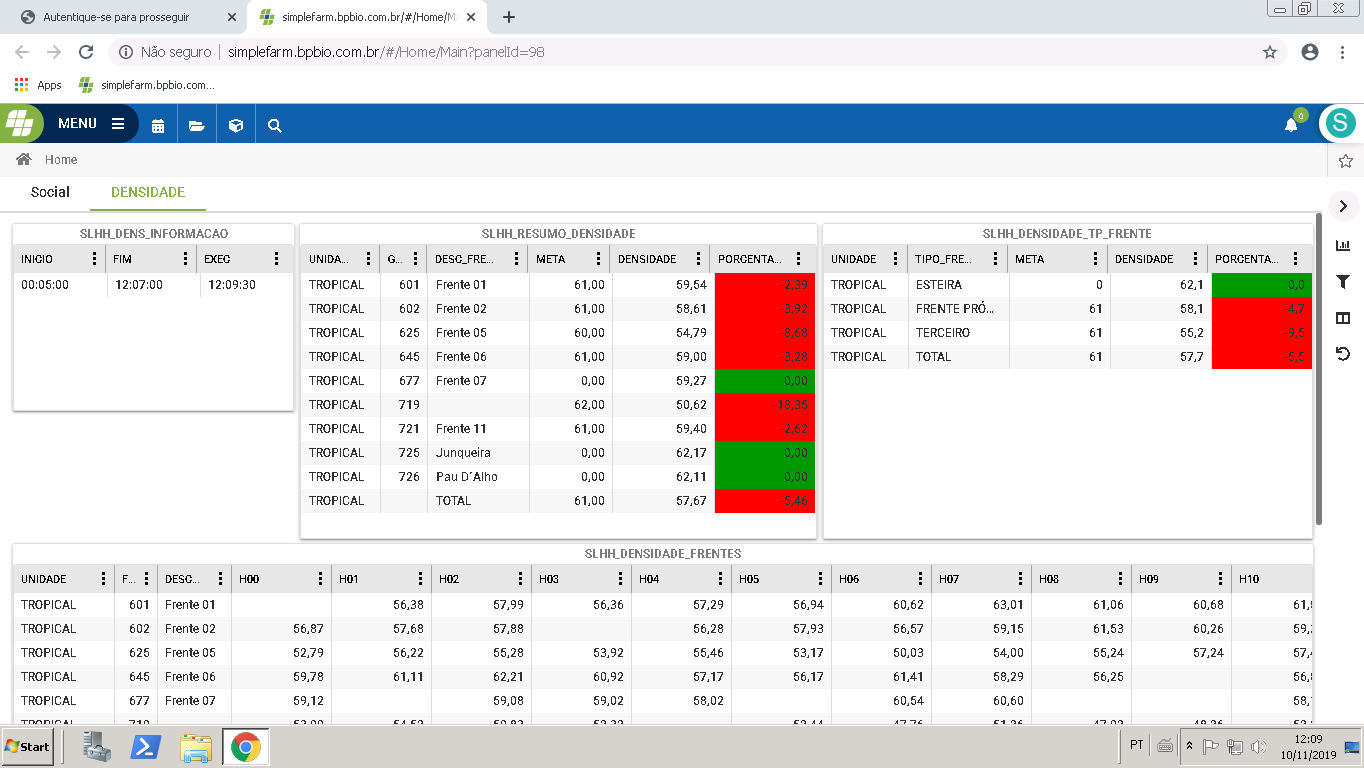 Autentique-se para prosseguir
simplefarm.bpbio.com.br/#/Home/M
Não seguro
simplefarm.bpbio.com.br/#/Home/Main?panelId=98
Apps
simplefarm.bpbio.com...
MENU
0
S
Home
Social DENSIDADE
SLHH_DENS_INFORMACAO
INICIO FIM EXEC
00:05:00 12:07:00 12:09:30
SLHH_RESUMO_DENSIDADE
UNIDA... G... DESC_FRE... META DENSIDADE PORCENTA...
TROPICAL 601 Frente 01 61,00 59,54 -2,39
TROPICAL 602 Frente 02 61,00 58,61 -3,92
TROPICAL 625 Frente 05 60,00 54,79 -8,68
TROPICAL 645 Frente 06 61,00 59,00 -3,28
TROPICAL 677 Frente 07 0,00 59,27 0,00
TROPICAL 719 62,00 50,62 -18,35
TROPICAL 721 Frente 11 61,00 59,40 -2,62
TROPICAL 725 Junqueira 0,00 62,17 0,00
TROPICAL 726 Pau D´Alho 0,00 62,11 0,00
TROPICAL TOTAL 61,00 57,67 -5,46
SLHH_DENSIDADE_TP_FRENTE
UNIDADE TIPO_FRE... META DENSIDADE PORCENTA...
TROPICAL ESTEIRA 0 62,1 0,0
TROPICAL FRENTE PRÓ... 61 58,1 -4,7
TROPICAL TERCEIRO 61 55,2 -9,5
TROPICAL TOTAL 61 57,7 -5,5
SLHH_DENSIDADE_FRENTES
UNIDADE F... DESC... H00 H01 H02 H03 H04 H05 H06 H07 H08 H09 H10
TROPICAL 601 Frente 01 56,38 57,99 56,36 57,29 56,94 60,62 63,01 61,06 60,68 61,
TROPICAL 602 Frente 02 56,87 57,68 57,88 56,28 57,93 56,57 59,15 61,53 60,26 59,
TROPICAL 625 Frente 05 52,79 56,22 55,28 53,92 55,46 53,17 50,03 54,00 55,24 57,24 57,
TROPICAL 645 Frente 06 59,78 61,11 62,21 60,92 57,17 56,17 61,41 58,29 56,25 56,
TROPICAL 677 Frente 07 59,12 59,08 59,02 58,02 60,54 60,60 58,
TROPICAL 719
Start
PT
12:09
10/11/2019